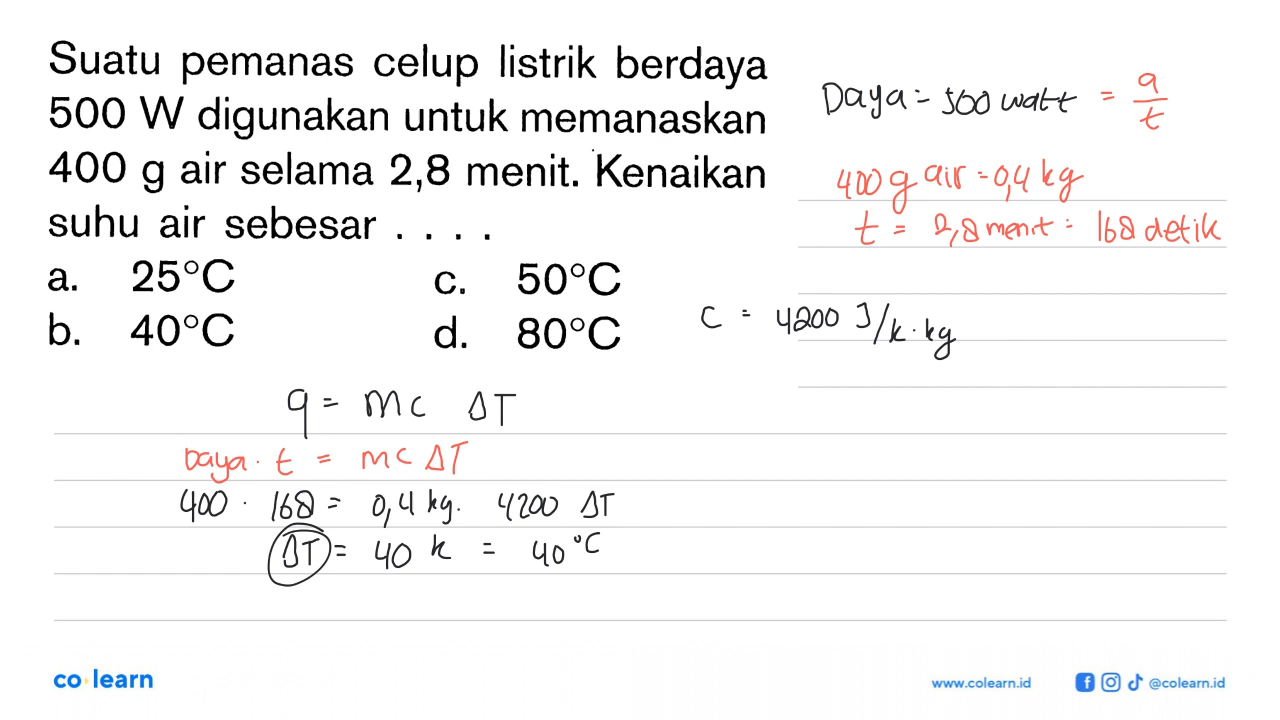 Suatu pemanas celup listrik berdaya
500 W digunakan untuk memanaskan
400 g air selama 2,8 menit. Kenaikan
suhu air sebesar . . . .
a. 25°C c. 50°C
b. 40°C d. 80°C
Daya = 500 watt = q/t
400 g air = 0,4 kg
t = 2,8 menit = 168 detik
c = 4200 J/k.kg
q = mc ΔT
Daya . t = mc ΔT
400 . 168 = 0,4 kg. 4200 ΔT
ΔT = 40 k = 40°C
co learn
www.colearn.id
@colearn.id